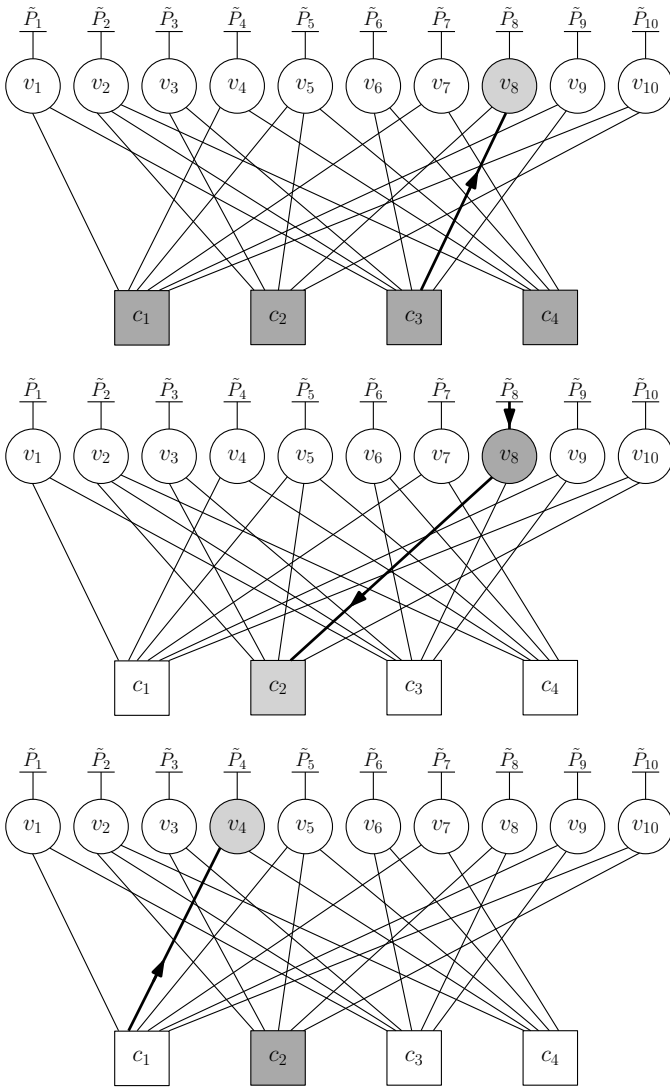 P̃₁ P̃₂ P̃₃ P̃₄ P̃₅ P̃₆ P̃₇ P̃₈ P̃₉ P̃₁₀
v₁ v₂ v₃ v₄ v₅ v₆ v₇ v₈ v₉ v₁₀
c₁ c₂ c₃ c₄
P̃₁ P̃₂ P̃₃ P̃₄ P̃₅ P̃₆ P̃₇ P̃₈ P̃₉ P̃₁₀
v₁ v₂ v₃ v₄ v₅ v₆ v₇ v₈ v₉ v₁₀
c₁ c₂ c₃ c₄
P̃₁ P̃₂ P̃₃ P̃₄ P̃₅ P̃₆ P̃₇ P̃₈ P̃₉ P̃₁₀
v₁ v₂ v₃ v₄ v₅ v₆ v₇ v₈ v₉ v₁₀
c₁ c₂ c₃ c₄